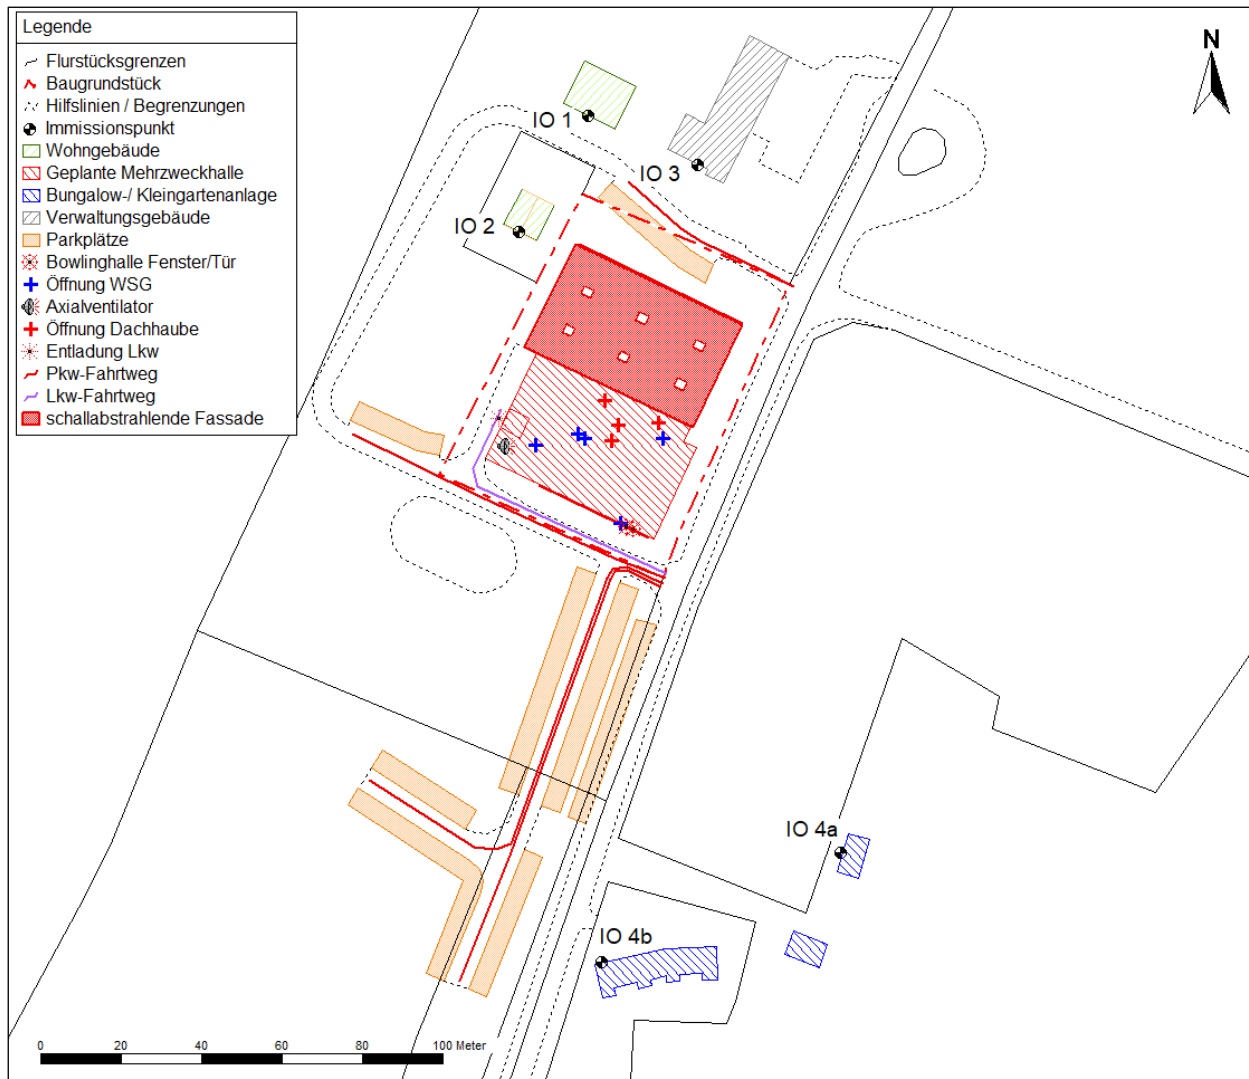 Legende
Flurstücksgrenzen
Baugrundstück
Hilfslinien / Begrenzungen
Immissionspunkt
Wohngebäude
Geplante Mehrzweckhalle
Bungalow-/ Kleingartenanlage
Verwaltungsgebäude
Parkplätze
Bowlinghalle Fenster/Tür
Öffnung WSG
Axialventilator
Öffnung Dachhaube
Entladung Lkw
Pkw-Fahrtweg
Lkw-Fahrtweg
schallabstrahlende Fassade
N
IO 1
IO 3
IO 2
IO 4a
IO 4b
0 20 40 60 80 100 Meter